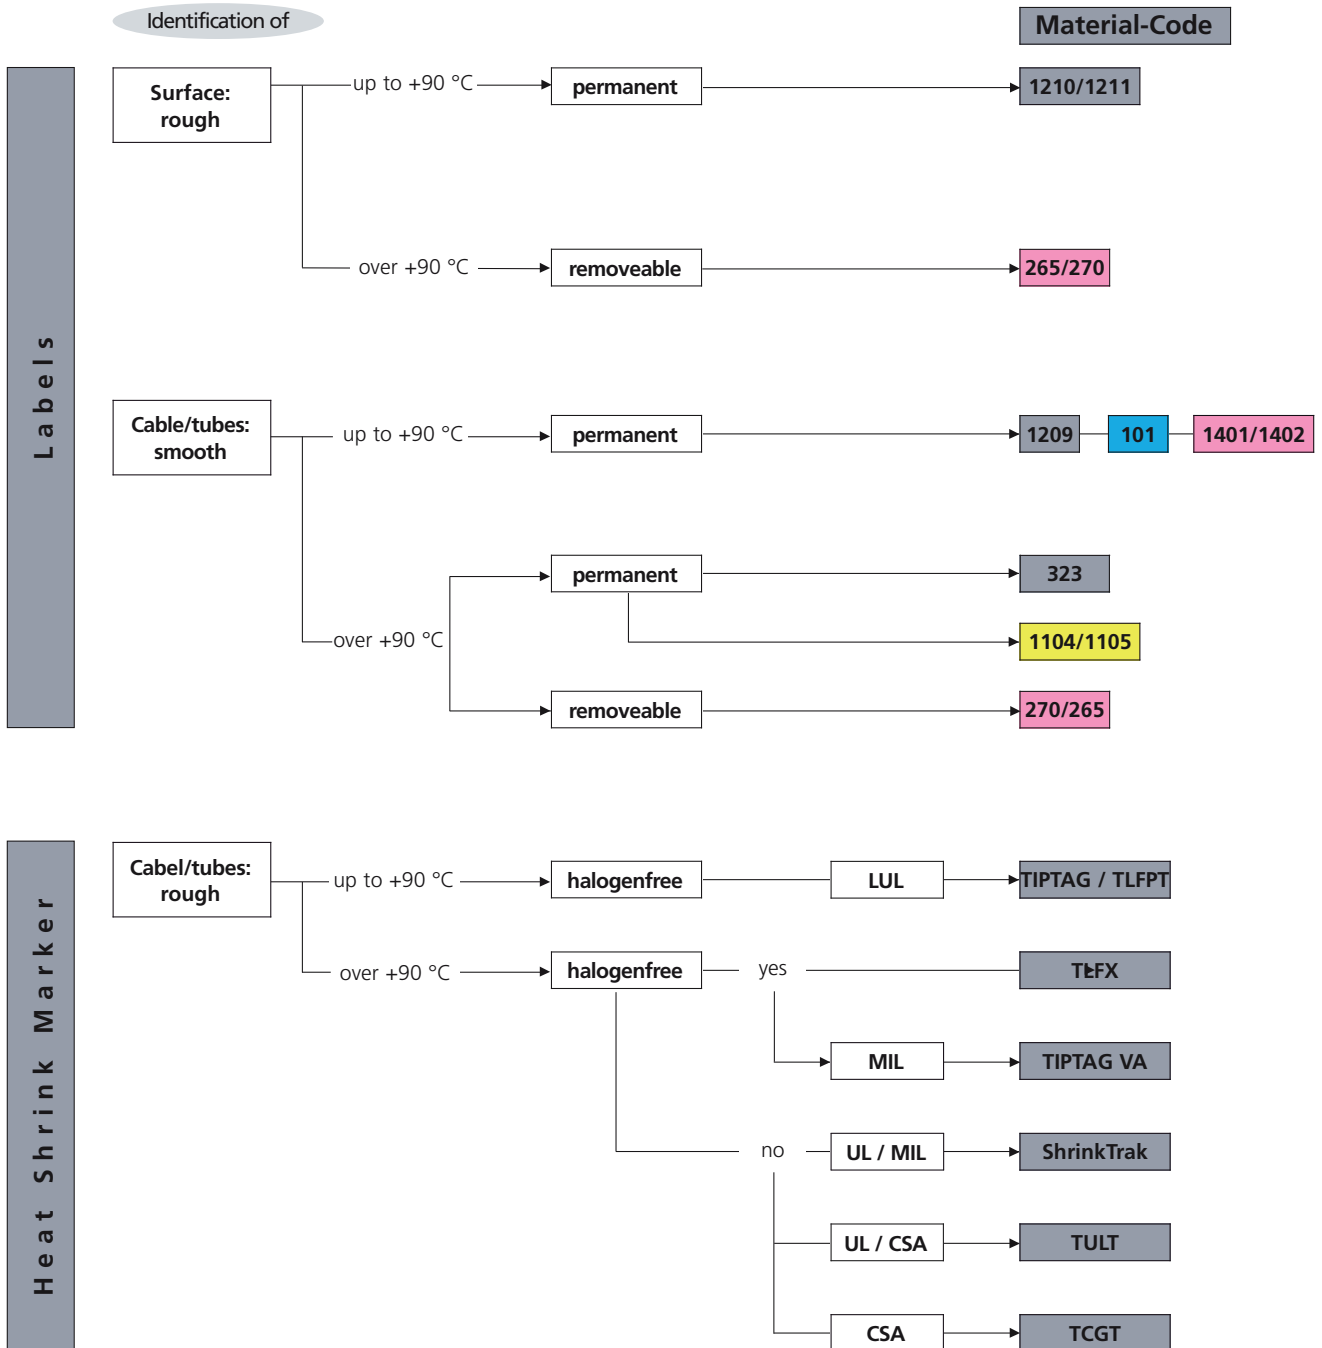 Identification of
Material-Code
Labels
Surface:
rough
up to +90 °C
permanent
1210/1211
over +90 °C
removeable
265/270
Cable/tubes:
smooth
up to +90 °C
permanent
1209
101
1401/1402
over +90 °C
permanent
323
1104/1105
removeable
270/265
Heat Shrink Marker
Cabel/tubes:
rough
up to +90 °C
halogenfree
LUL
TIPTAG / TLFPT
over +90 °C
halogenfree
yes
TLFX
MIL
TIPTAG VA
no
UL / MIL
ShrinkTrak
UL / CSA
TULT
CSA
TCGT